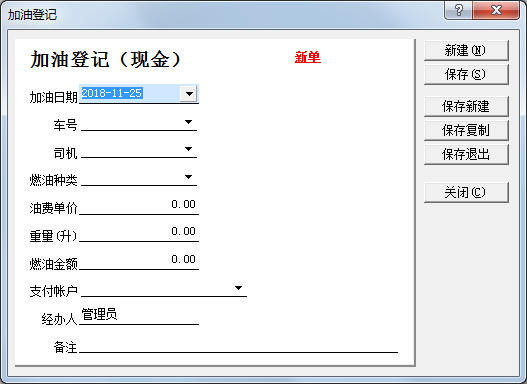 加油登记
加油登记（现金）
新单
加油日期 2018-11-25
车号
司机
燃油种类
油费单价 0.00
重量(升) 0.00
燃油金额 0.00
支付帐户
经办人 管理员
备注
新建(N)
保存(S)
保存新建
保存复制
保存退出
关闭(C)